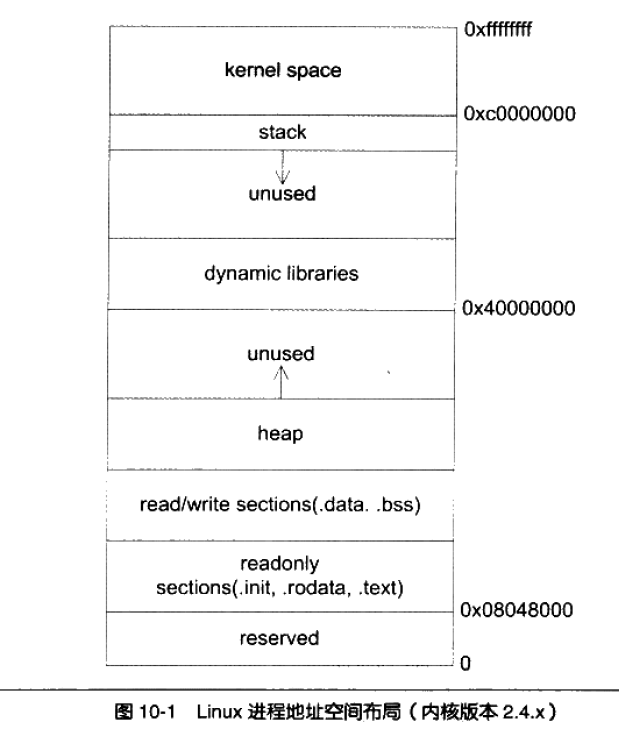 0xffffffff
kernel space
0xc0000000
stack
unused
dynamic libraries
0x40000000
unused
heap
read/write sections(.data. .bss)
readonly
sections(.init, .rodata, .text)
0x08048000
reserved
0
图 10-1 Linux 进程地址空间布局（内核版本 2.4.x）